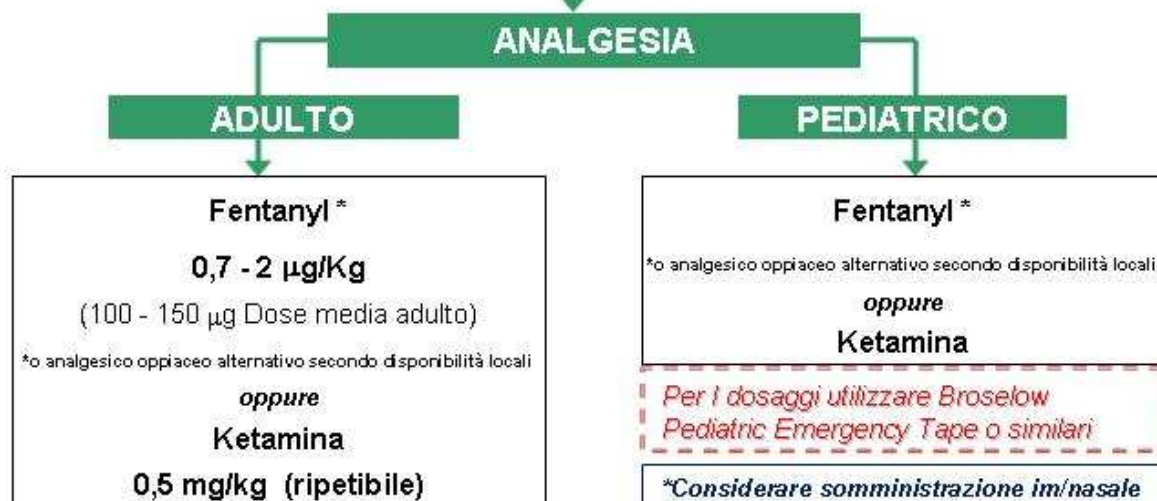 ANALGESIA
ADULTO
Fentanyl *
0,7 - 2 µg/Kg
(100 - 150 µg Dose media adulto)
*o analgesico oppiaceo alternativo secondo disponibilità locali
oppure
Ketamina
0,5 mg/kg (ripetibile)
PEDIATRICO
Fentanyl *
*o analgesico oppiaceo alternativo secondo disponibilità locali
oppure
Ketamina
Per I dosaggi utilizzare Broselow
Pediatric Emergency Tape o similari
*Considerare somministrazione im/nasale